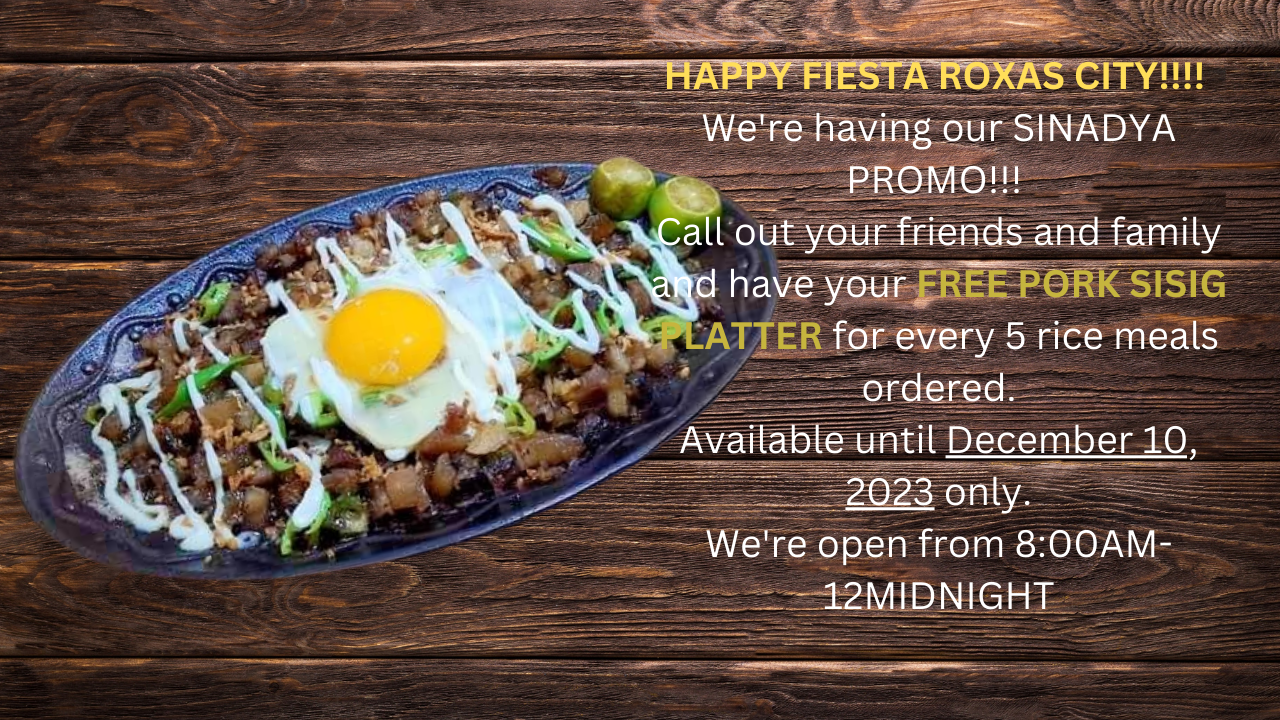 HAPPY FIESTA ROXAS CITY!!!!
We're having our SINADYA
PROMO!!!
Call out your friends and family
and have your FREE PORK SISIG
PLATTER for every 5 rice meals
ordered.
Available until December 10,
2023 only.
We're open from 8:00AM-
12MIDNIGHT